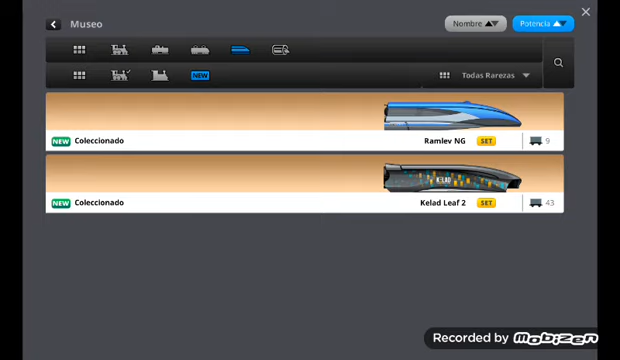 Museo
Nombre
Potencia
NEW
Todas Rarezas
NEW Coleccionado
Ramlev NG SET 9
KELAD
NEW Coleccionado
Kelad Leaf 2 SET 43
Recorded by MOBIZEN